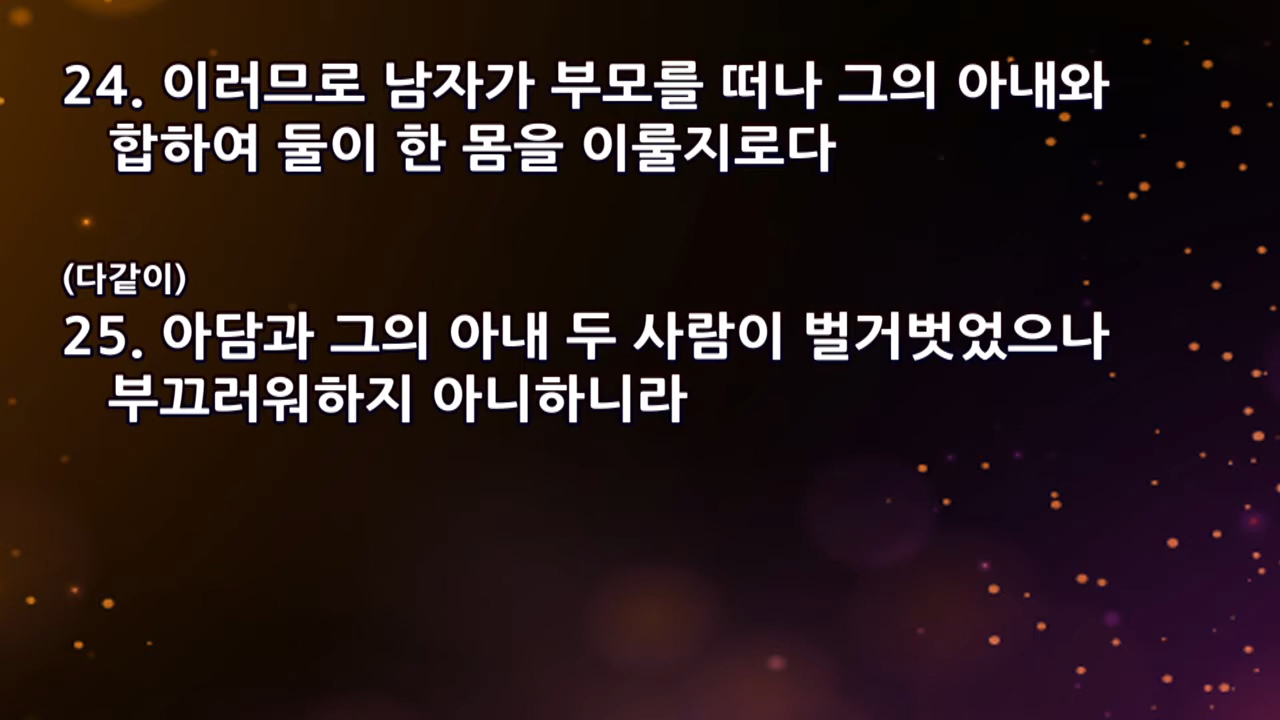 24. 이러므로 남자가 부모를 떠나 그의 아내와
합하여 둘이 한 몸을 이룰지로다
(다같이)
25. 아담과 그의 아내 두 사람이 벌거벗었으나
부끄러워하지 아니하니라